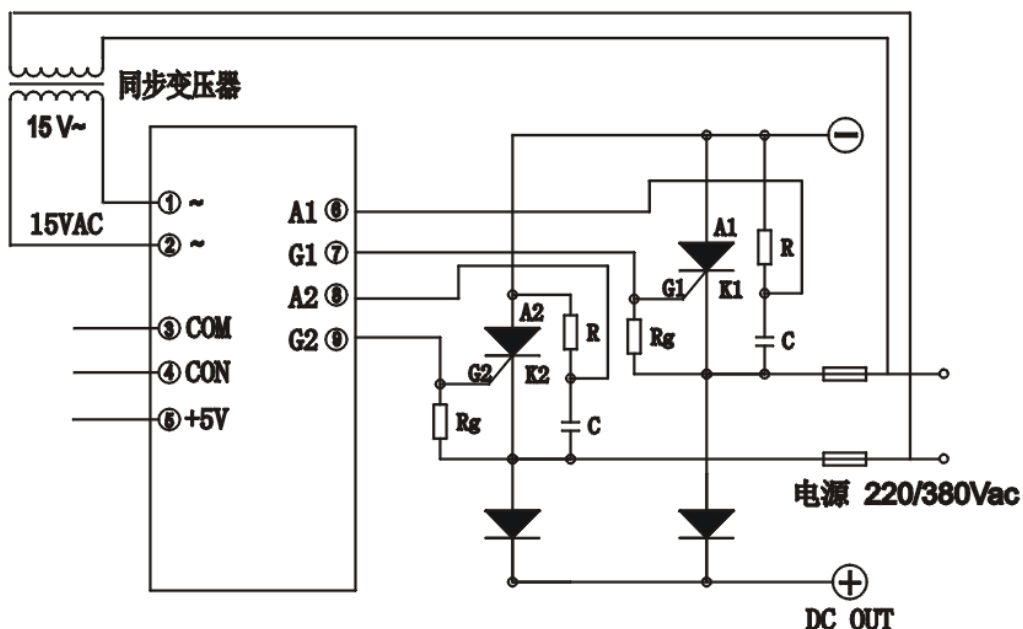 同步变压器
15 V~
15VAC
① ~
② ~
③ COM
④ CON
⑤ +5V
A1 ⑥
G1 ⑦
A2 ⑧
G2 ⑨
−
A1
R
G1
K1
Rg
C
A2
R
G2
K2
Rg
C
电源 220/380Vac
+
DC OUT